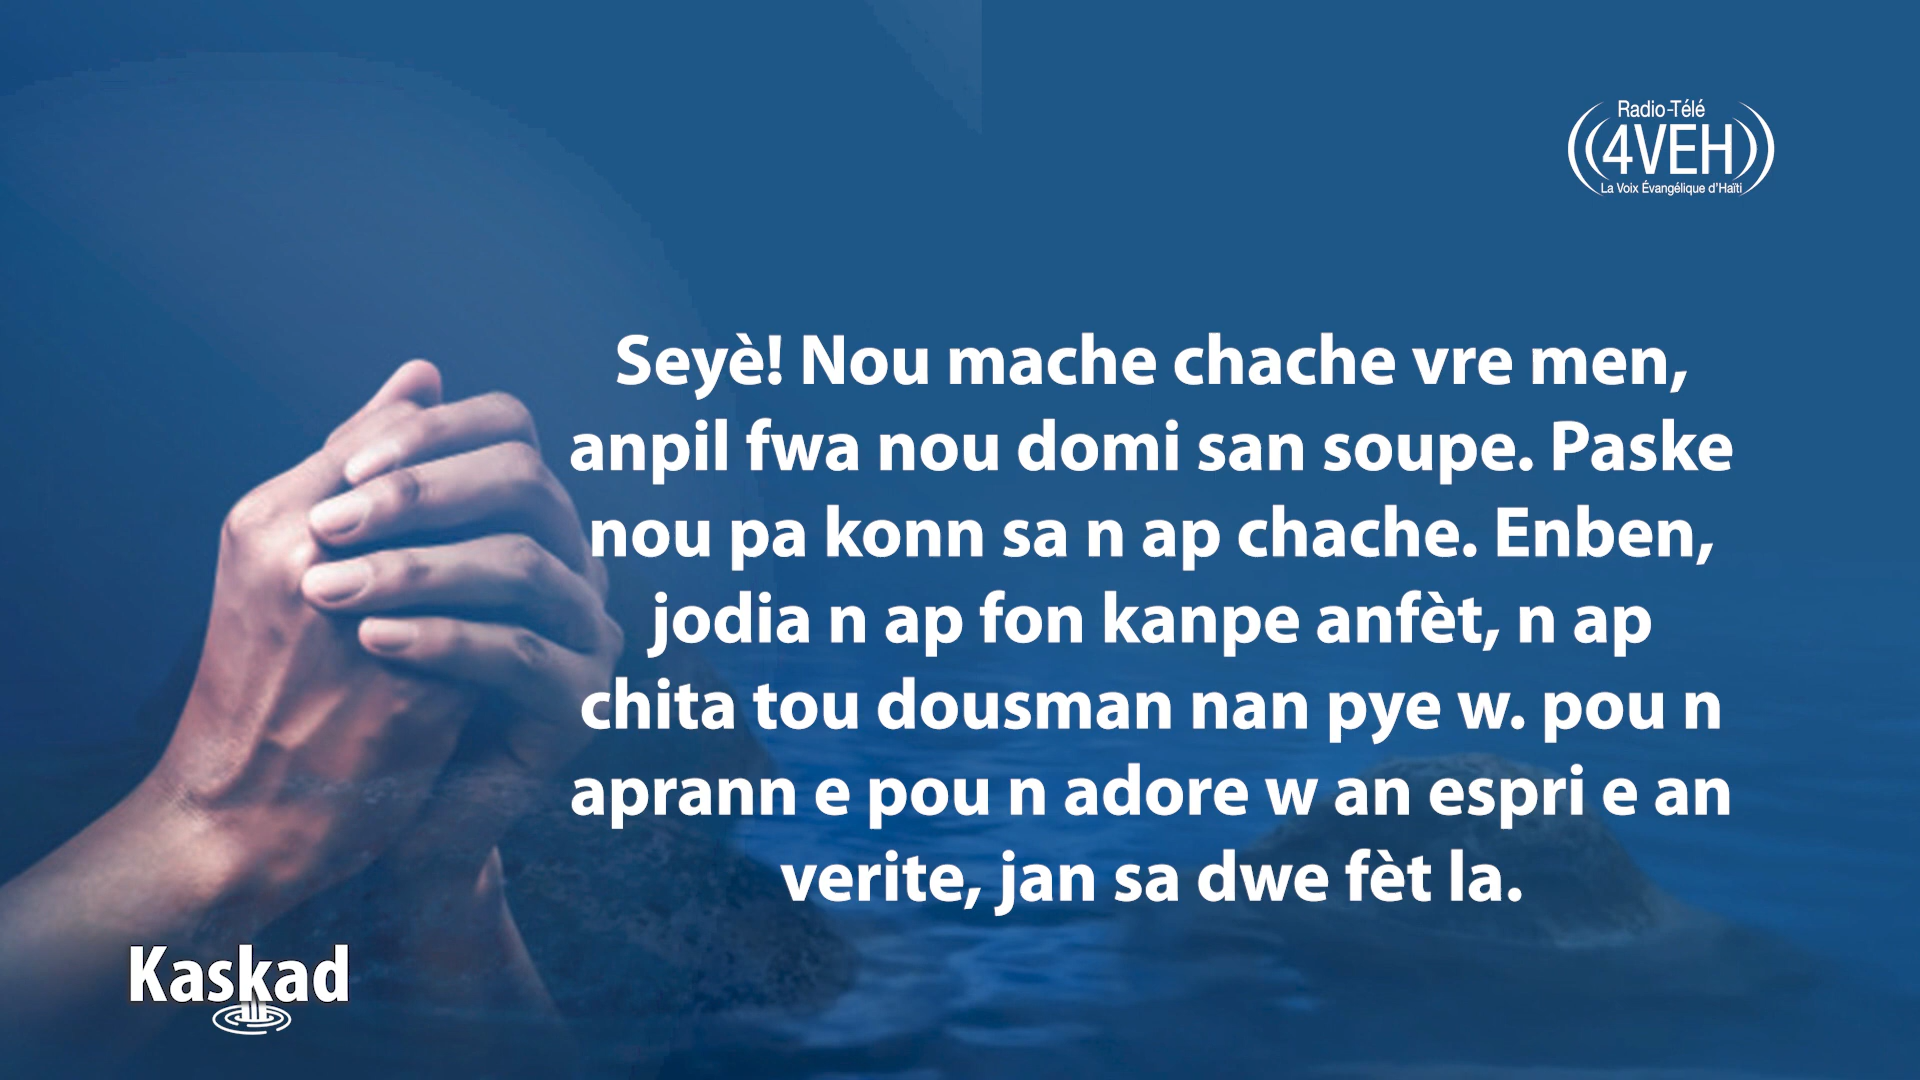 Radio-Télé
4VEH
La Voix Évangélique d'Haïti
Seyè! Nou mache chache vre men,
anpil fwa nou domi san soupe. Paske
nou pa konn sa n ap chache. Enben,
jodia n ap fon kanpe anfèt, n ap
chita tou dousman nan pye w. pou n
aprann e pou n adore w an espri e an
verite, jan sa dwe fèt la.
Kaskad